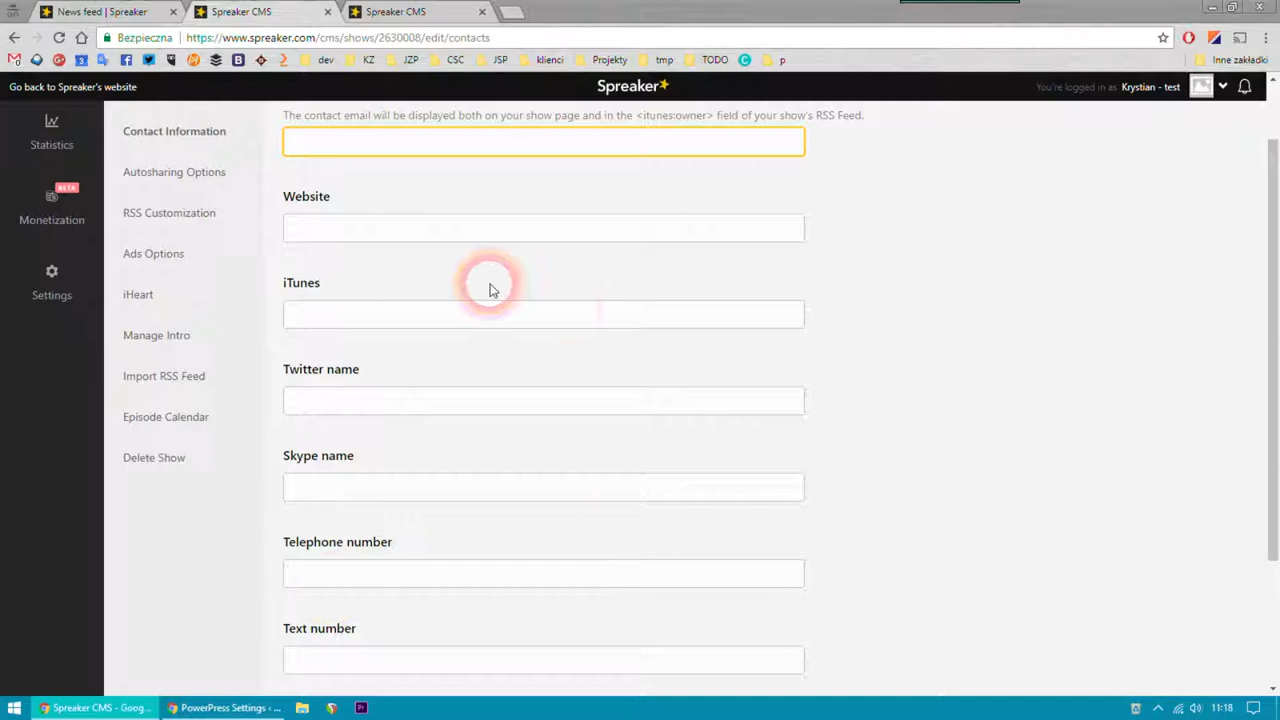 News feed | Spreaker
Spreaker CMS
Spreaker CMS
Bezpieczna
https://www.spreaker.com/cms/shows/2630008/edit/contacts
dev
KZ
JZP
CSC
JSP
klienci
Projekty
tmp
TODO
p
Inne zakładki
Go back to Spreaker's website
Spreaker
You're logged in as Krystian - test
Statistics
BETA
Monetization
Settings
Contact Information
Autosharing Options
RSS Customization
Ads Options
iHeart
Manage Intro
Import RSS Feed
Episode Calendar
Delete Show
The contact email will be displayed both on your show page and in the <itunes:owner> field of your show's RSS Feed.
Website
iTunes
Twitter name
Skype name
Telephone number
Text number
Spreaker CMS - Goog...
PowerPress Settings ‹ ...
11:18